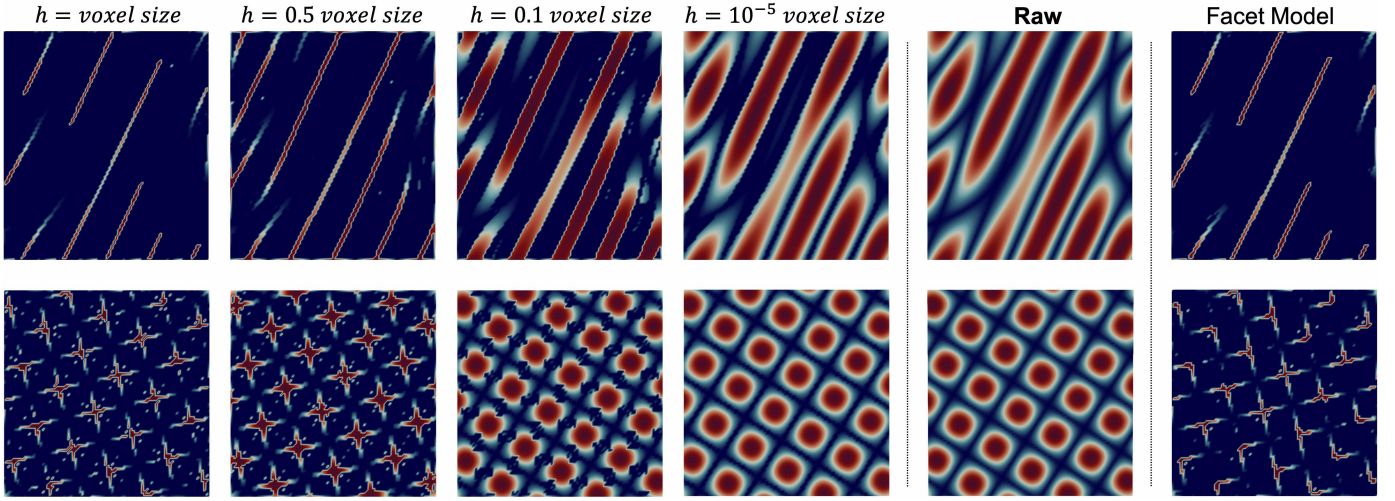 h = voxel size
h = 0.5 voxel size
h = 0.1 voxel size
h = 10⁻⁵ voxel size
Raw
Facet Model